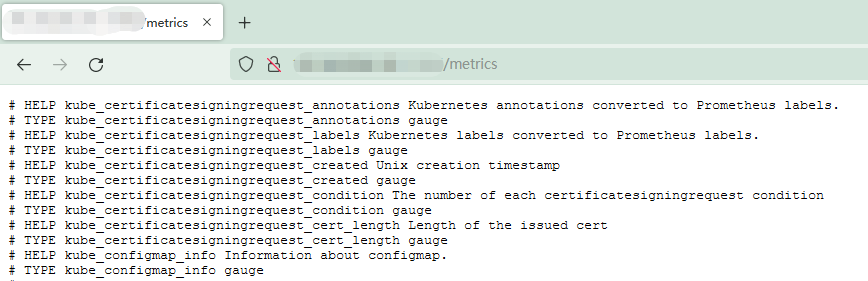 /metrics
/metrics
# HELP kube_certificatesigningrequest_annotations Kubernetes annotations converted to Prometheus labels.
# TYPE kube_certificatesigningrequest_annotations gauge
# HELP kube_certificatesigningrequest_labels Kubernetes labels converted to Prometheus labels.
# TYPE kube_certificatesigningrequest_labels gauge
# HELP kube_certificatesigningrequest_created Unix creation timestamp
# TYPE kube_certificatesigningrequest_created gauge
# HELP kube_certificatesigningrequest_condition The number of each certificatesigningrequest condition
# TYPE kube_certificatesigningrequest_condition gauge
# HELP kube_certificatesigningrequest_cert_length Length of the issued cert
# TYPE kube_certificatesigningrequest_cert_length gauge
# HELP kube_configmap_info Information about configmap.
# TYPE kube_configmap_info gauge